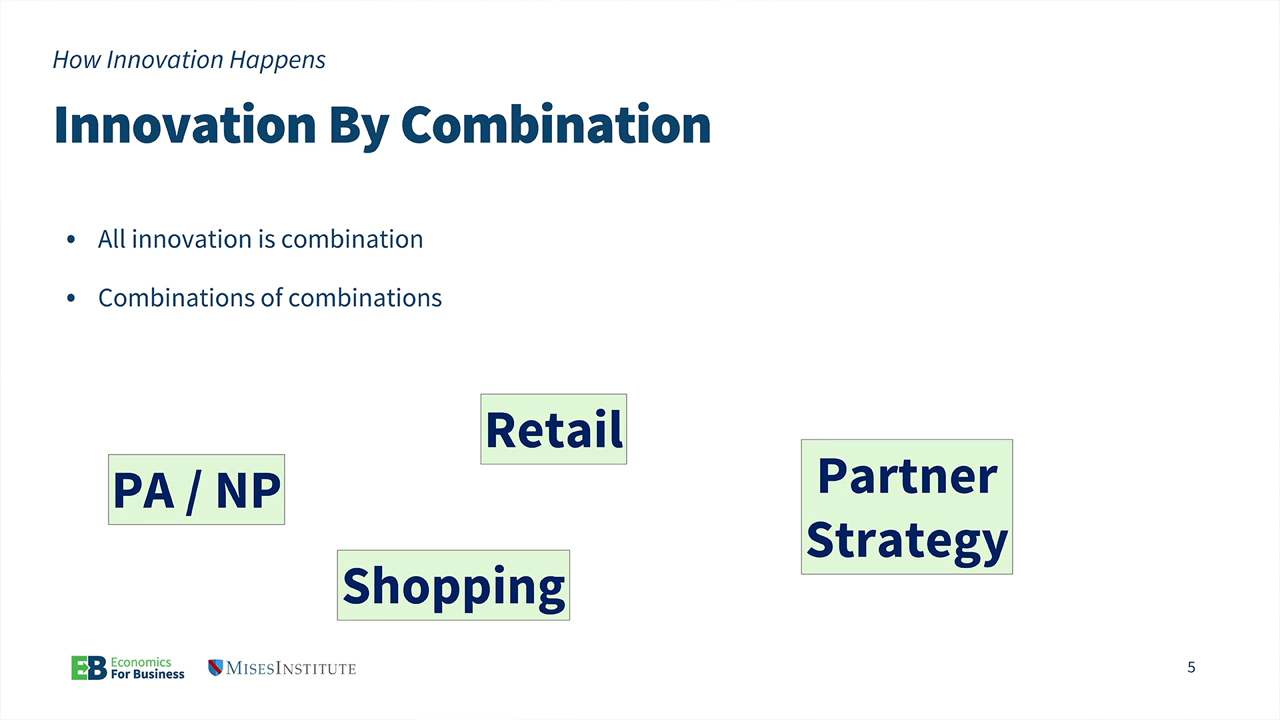 How Innovation Happens
Innovation By Combination
• All innovation is combination
• Combinations of combinations
Retail
PA / NP
Partner
Strategy
Shopping
EB Economics
For Business
MISESINSTITUTE
5